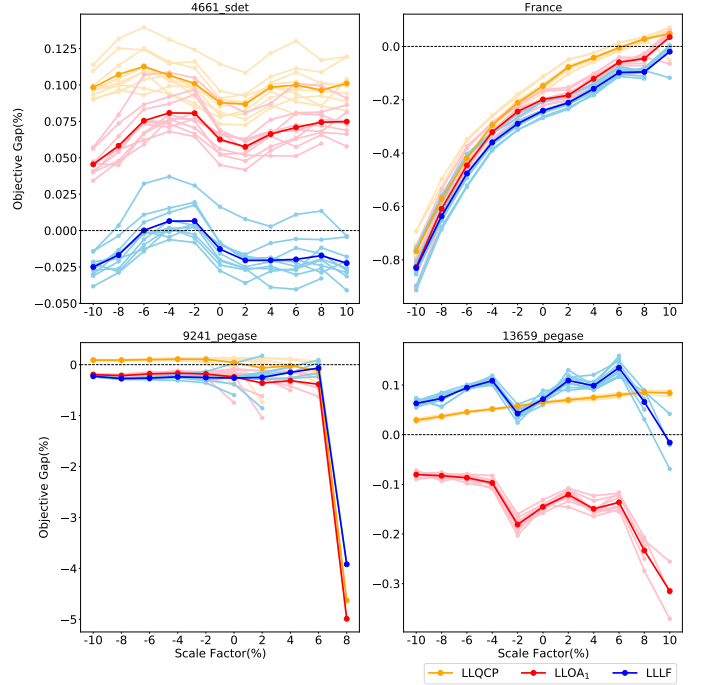 4661_sdet
France
Objective Gap(%)
0.125
0.100
0.075
0.050
0.025
0.000
−0.025
−0.050
-10 -8 -6 -4 -2 0 2 4 6 8 10
0.0
−0.2
−0.4
−0.6
−0.8
-10 -8 -6 -4 -2 0 2 4 6 8 10
9241_pegase
13659_pegase
Objective Gap(%)
0
−1
−2
−3
−4
−5
-10 -8 -6 -4 -2 0 2 4 6 8
Scale Factor(%)
0.1
0.0
−0.1
−0.2
−0.3
-10 -8 -6 -4 -2 0 2 4 6 8 10
Scale Factor(%)
LLQCP LLOA₁ LLLF